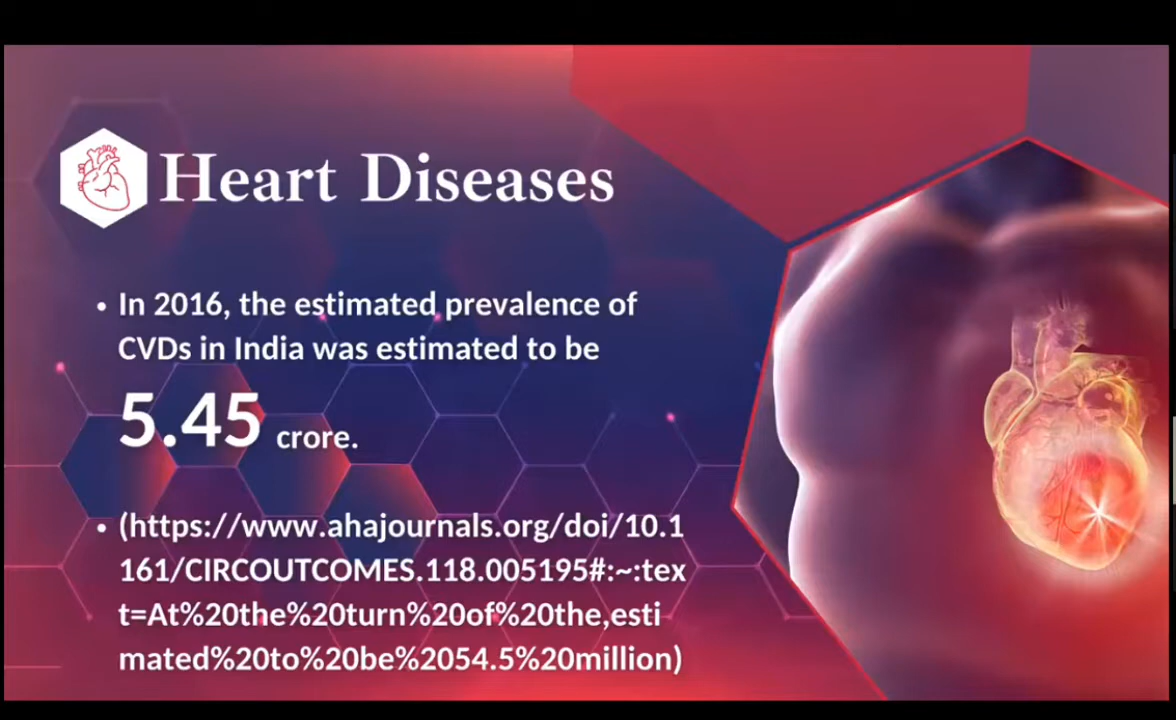 Heart Diseases
• In 2016, the estimated prevalence of
CVDs in India was estimated to be
5.45 crore.
• (https://www.ahajournals.org/doi/10.1
161/CIRCOUTCOMES.118.005195#:~:tex
t=At%20the%20turn%20of%20the,esti
mated%20to%20be%2054.5%20million)